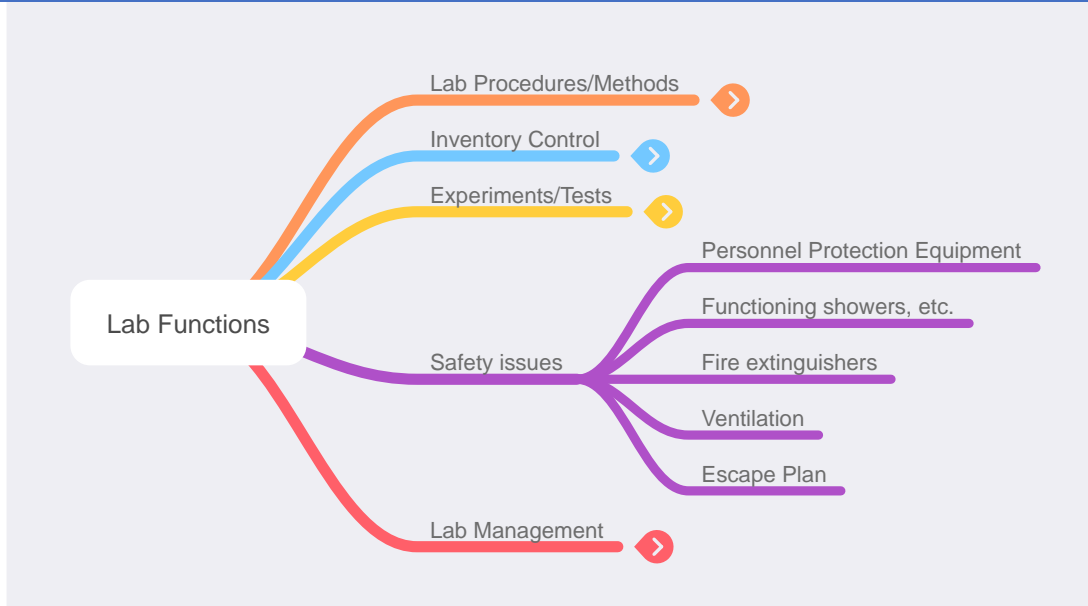 Lab Procedures/Methods
Inventory Control
Experiments/Tests
Personnel Protection Equipment
Functioning showers, etc.
Lab Functions
Safety issues
Fire extinguishers
Ventilation
Escape Plan
Lab Management